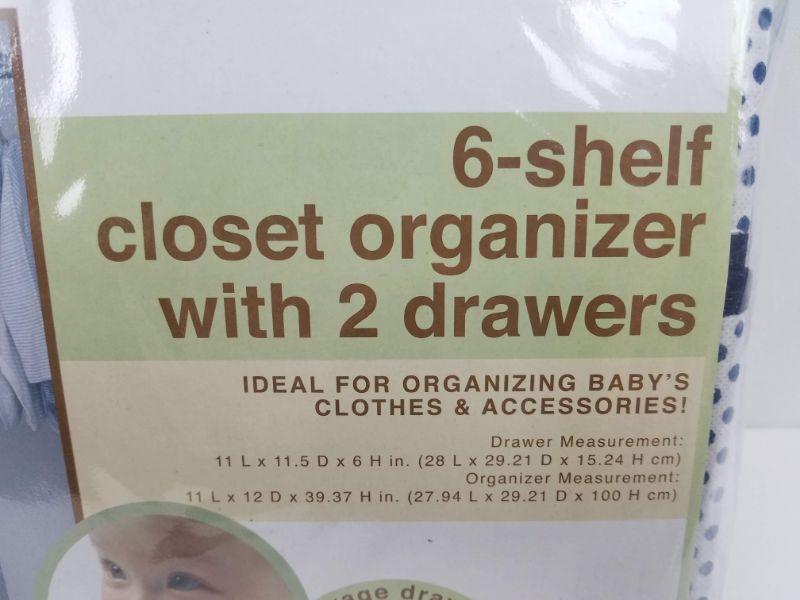 6-shelf
closet organizer
with 2 drawers
IDEAL FOR ORGANIZING BABY'S
CLOTHES & ACCESSORIES!
Drawer Measurement:
11 L x 11.5 D x 6 H in. (28 L x 29.21 D x 15.24 H cm)
Organizer Measurement:
11 L x 12 D x 39.37 H in. (27.94 L x 29.21 D x 100 H cm)